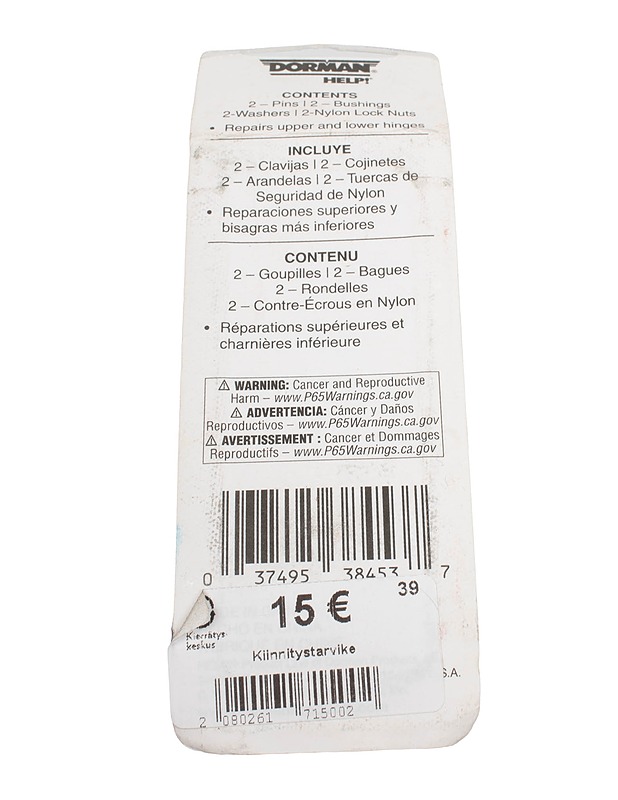 DORMAN®
HELP!®
CONTENTS
2 – Pins | 2 – Bushings
2-Washers | 2-Nylon Lock Nuts
• Repairs upper and lower hinges
INCLUYE
2 – Clavijas | 2 – Cojinetes
2 – Arandelas | 2 – Tuercas de
Seguridad de Nylon
• Reparaciones superiores y
bisagras más inferiores
CONTENU
2 – Goupilles | 2 – Bagues
2 – Rondelles
2 – Contre-Écrous en Nylon
• Réparations supérieures et
charnières inférieure
⚠ WARNING: Cancer and Reproductive
Harm – www.P65Warnings.ca.gov
⚠ ADVERTENCIA: Cáncer y Daños
Reproductivos – www.P65Warnings.ca.gov
⚠ AVERTISSEMENT : Cancer et Dommages
Reproductifs – www.P65Warnings.ca.gov
0 37495 38453 7
39
15 €
Kierrätys-
keskus
Kiinnitystarvike
S.A.
2 080261 715002